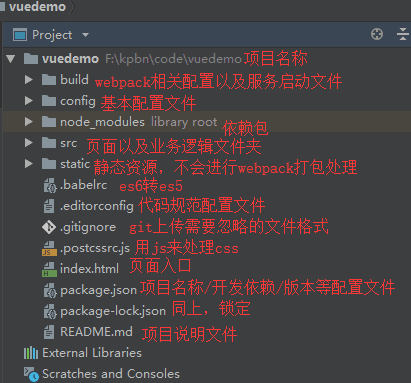 vuedemo
Project
vuedemo F:\kpbn\code\vuedemo 项目名称
build webpack相关配置以及服务启动文件
config 基本配置文件
node_modules library root 依赖包
src 页面以及业务逻辑文件夹
static 静态资源，不会进行webpack打包处理
.babelrc es6转es5
.editorconfig 代码规范配置文件
.gitignore git上传需要忽略的文件格式
.postcssrc.js 用js来处理css
index.html 页面入口
package.json 项目名称/开发依赖/版本等配置文件
package-lock.json 同上，锁定
README.md 项目说明文件
External Libraries
Scratches and Consoles